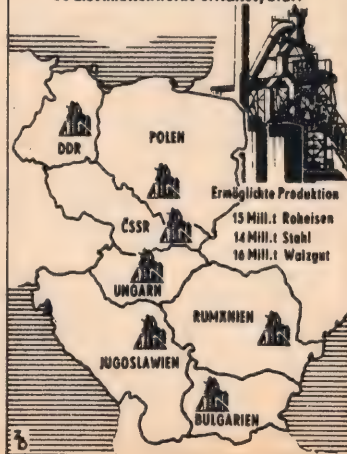 DDR
POLEN
Ermöglichte Produktion
15 Mill. t Roheisen
14 Mill. t Stahl
16 Mill. t Walzgut
ČSSR
UNGARN
RUMÄNIEN
JUGOSLAWIEN
BULGARIEN